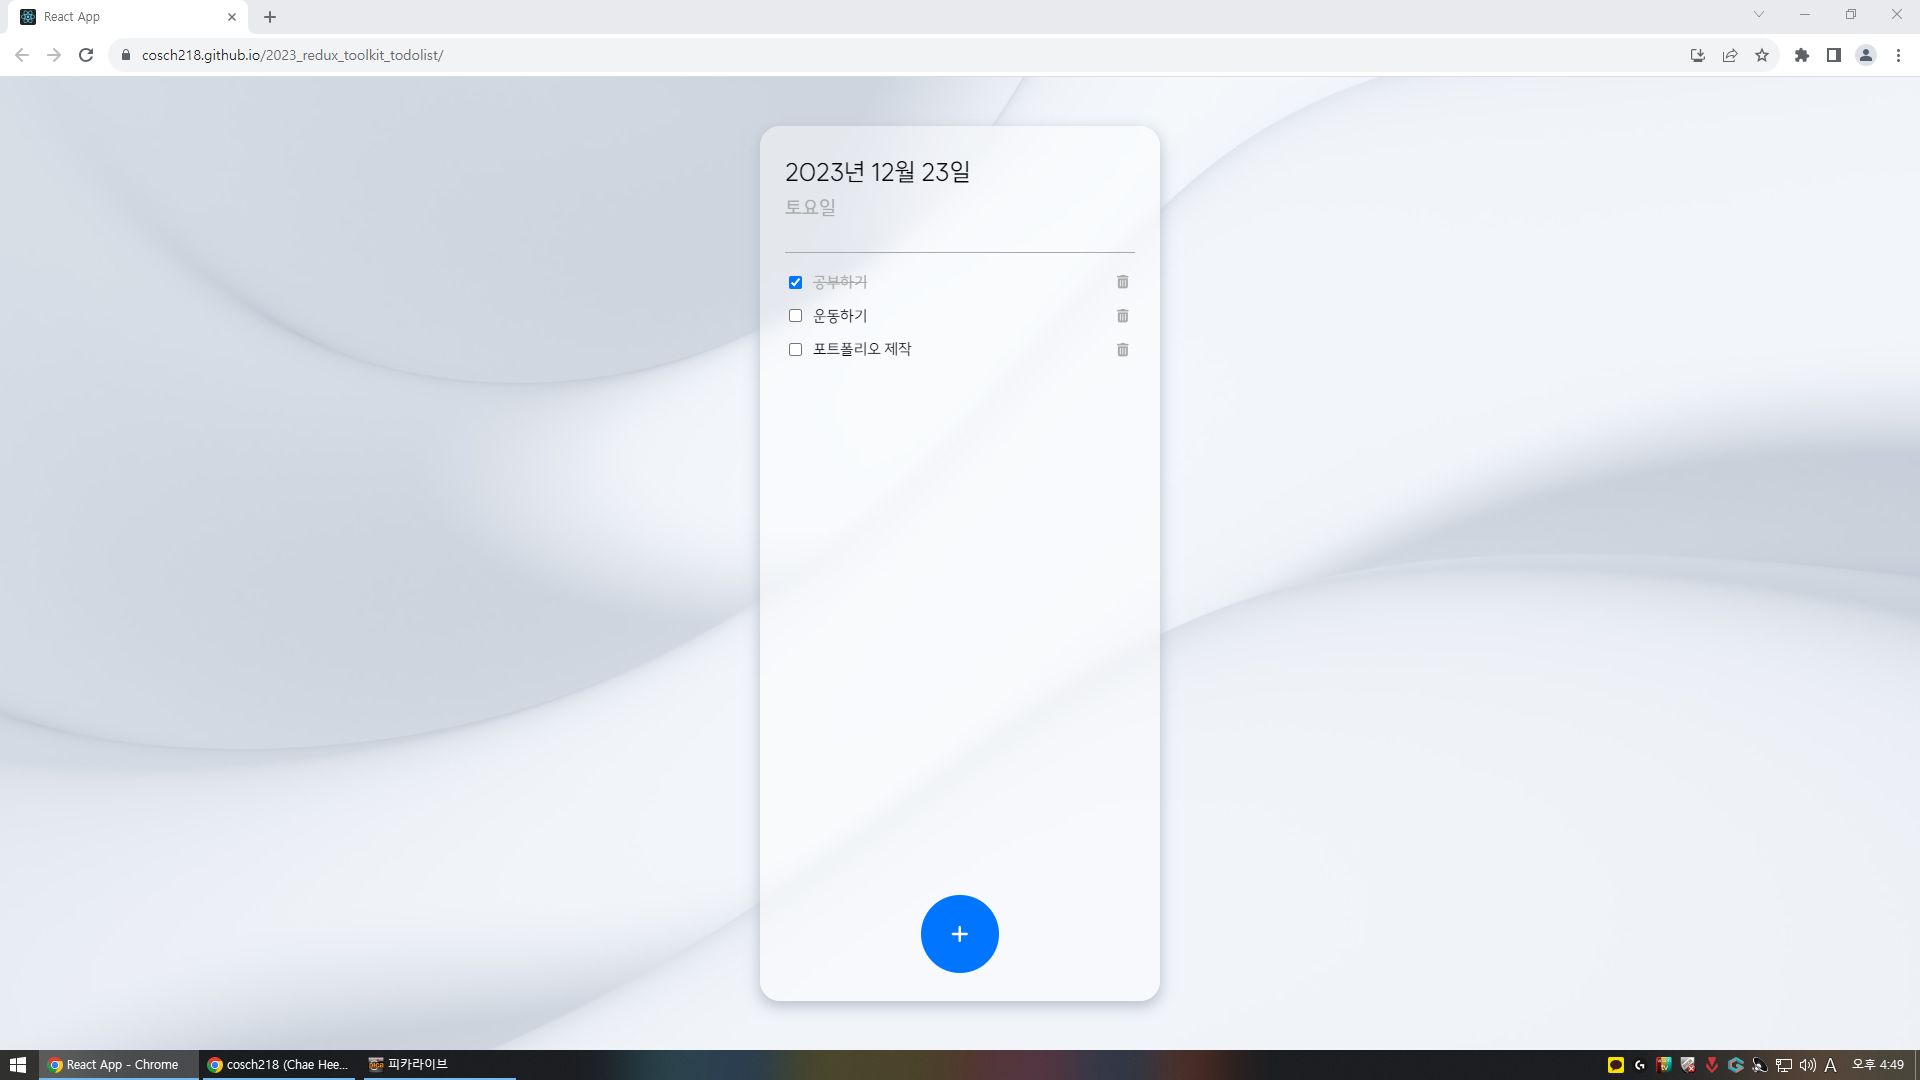 React App
cosch218.github.io/2023_redux_toolkit_todolist/
2023년 12월 23일
토요일
공부하기
운동하기
포트폴리오 제작
+
React App - Chrome
cosch218 (Chae Hee...
피카라이브
A
오후 4:49